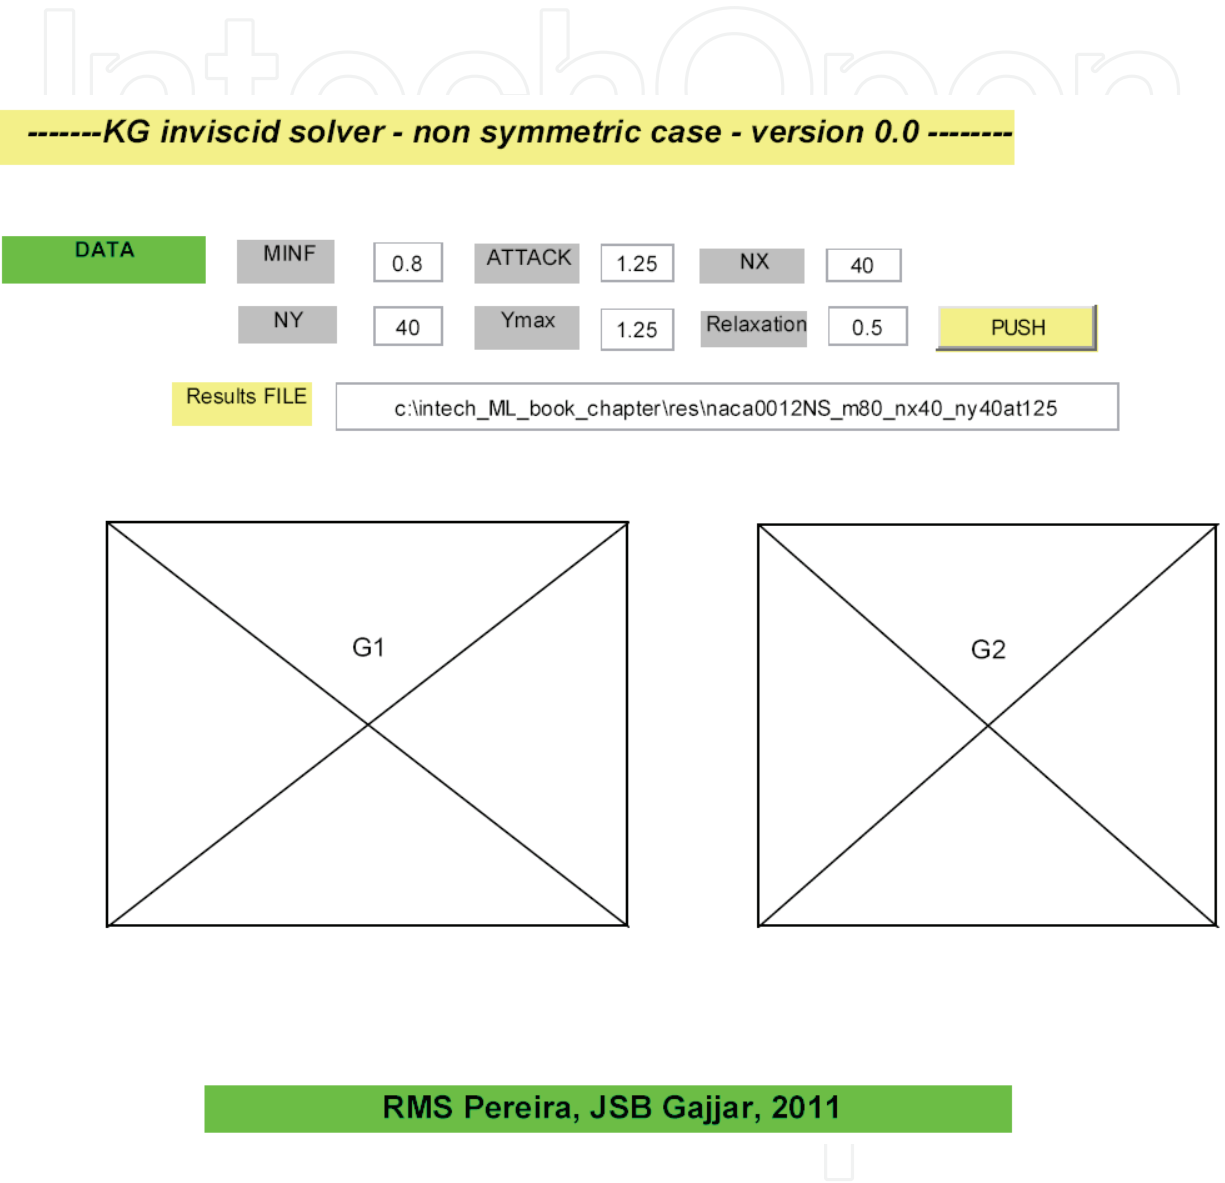 IntechOpen
-------KG inviscid solver - non symmetric case - version 0.0 --------
DATA MINF 0.8 ATTACK 1.25 NX 40
NY 40 Ymax 1.25 Relaxation 0.5 PUSH
Results FILE c:\intech_ML_book_chapter\res\naca0012NS_m80_nx40_ny40at125
G1 G2
RMS Pereira, JSB Gajjar, 2011